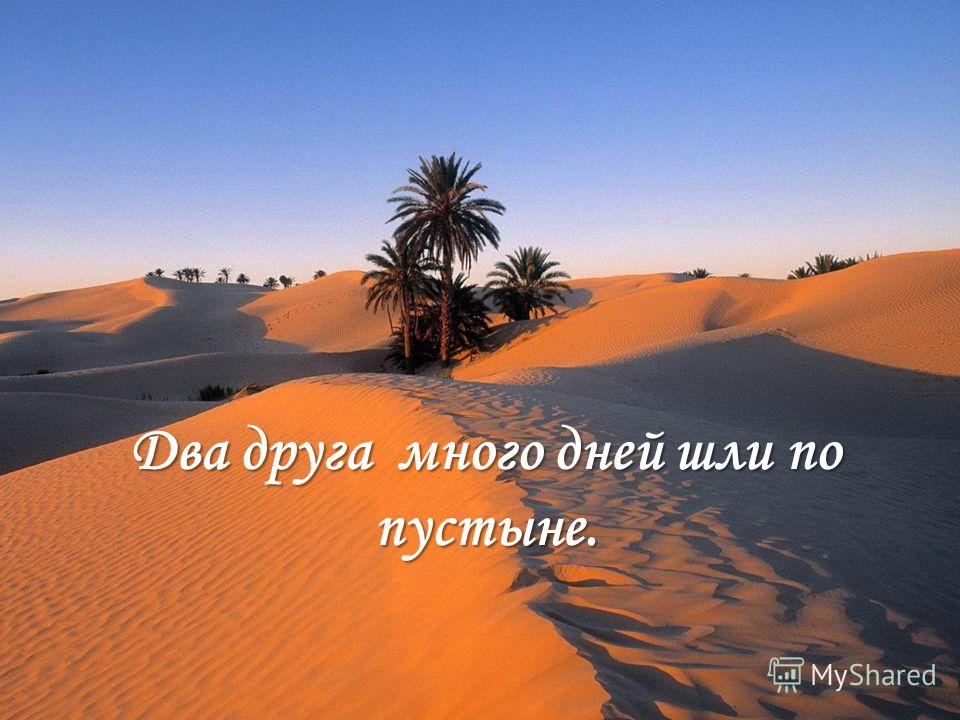 Два друга много дней шли по
пустыне.
MyShared